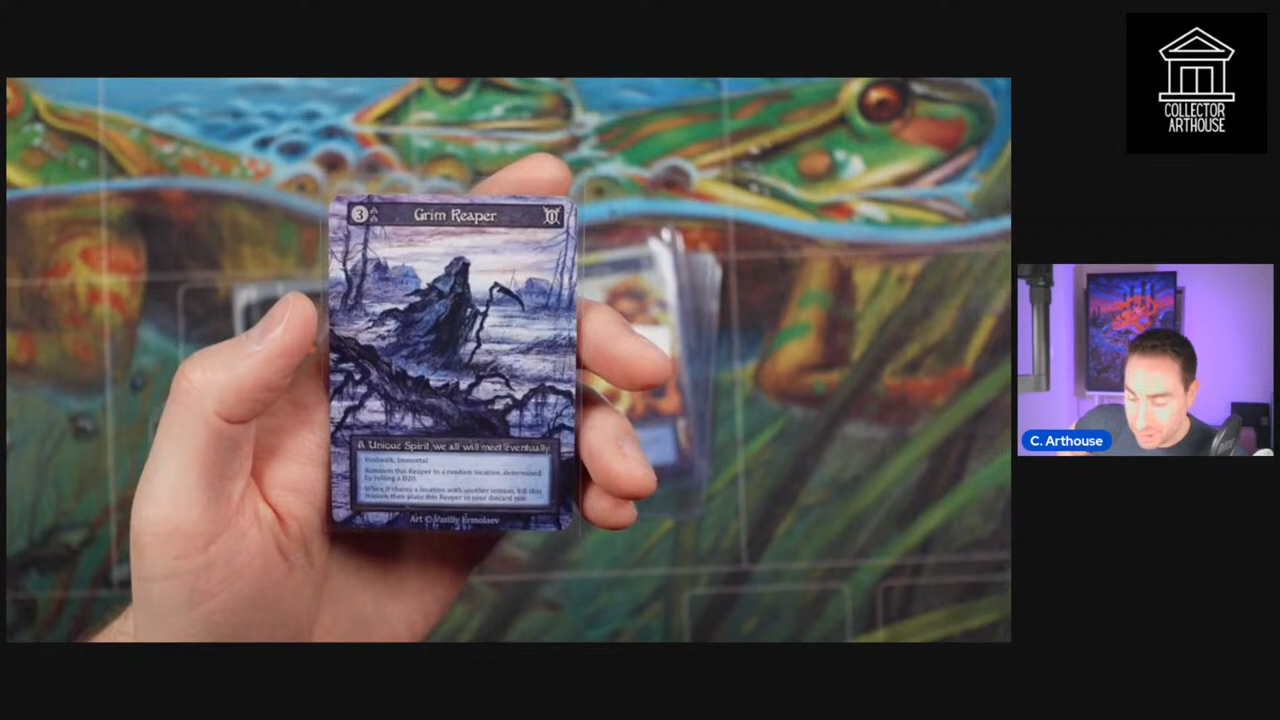 COLLECTOR
ARTHOUSE
3
Grim Reaper
A Unique Spirit we all will meet eventually.
Voidwalk, Immortal
Summon this Reaper to a random location, determined
by rolling a D20.
When it shares a location with another minion, kill that
minion, then place this Reaper in your discard pile.
Art © Vasiliy Ermolaev
C. Arthouse